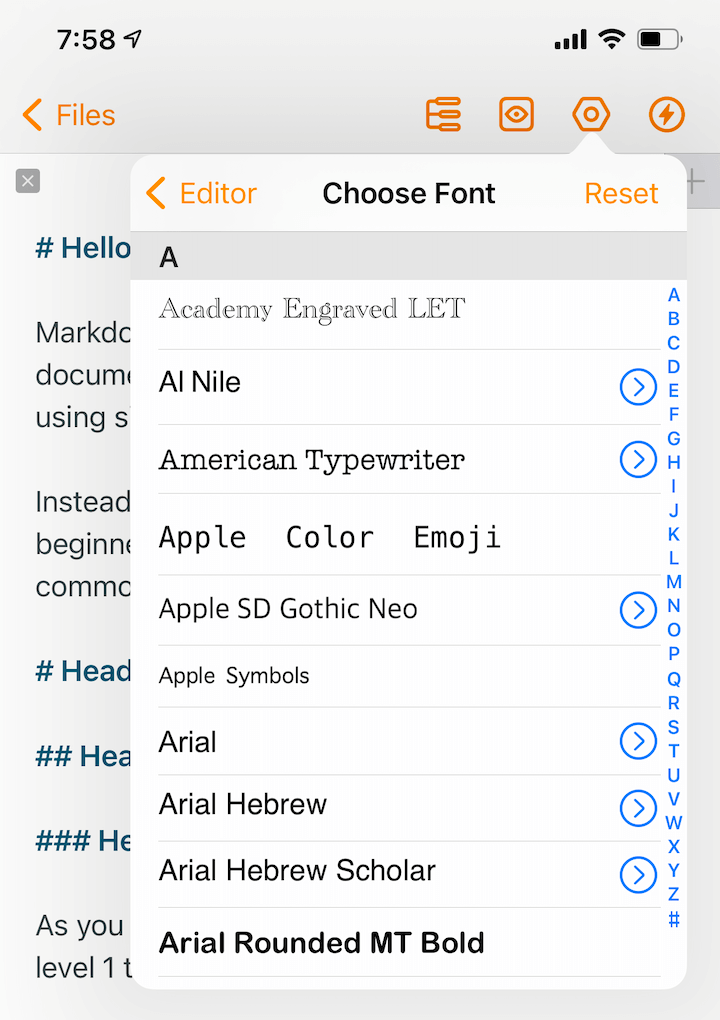 7:58
Files
Editor
Choose Font
Reset
A
Academy Engraved LET
Al Nile
American Typewriter
Apple Color Emoji
Apple SD Gothic Neo
Apple Symbols
Arial
Arial Hebrew
Arial Hebrew Scholar
Arial Rounded MT Bold
A
B
C
D
E
F
G
H
I
J
K
L
M
N
O
P
Q
R
S
T
U
V
W
X
Y
Z
#
# Hello
Markdo
docume
using s
Instead
beginne
commo
# Head
## Hea
### He
As you
level 1 t